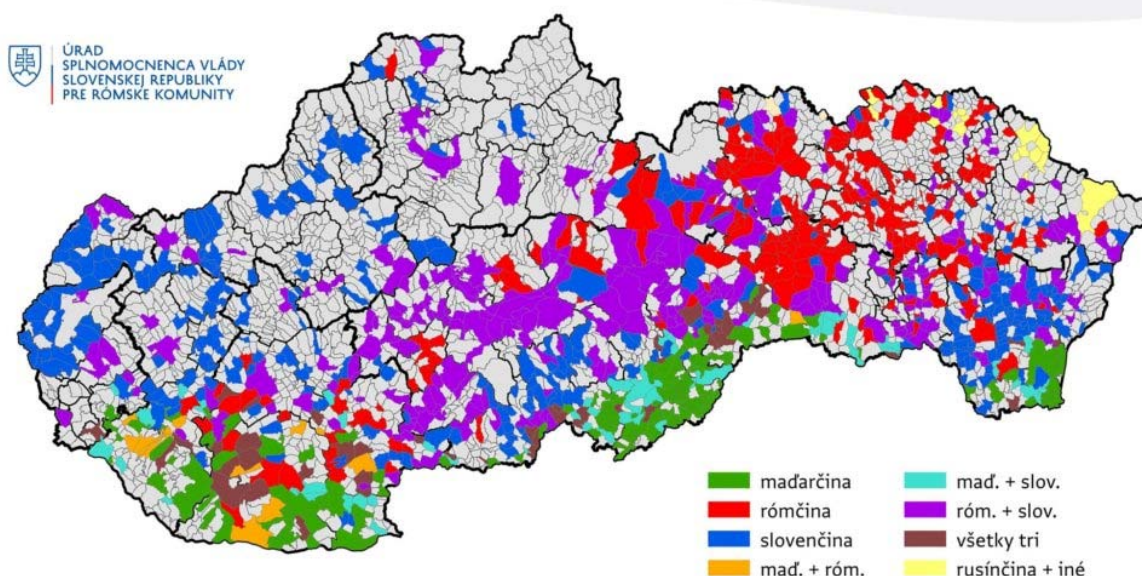 ÚRAD
SPLNOMOCNENCA VLÁDY
SLOVENSKEJ REPUBLIKY
PRE RÓMSKE KOMUNITY
maďarčina
rómčina
slovenčina
maď. + róm.
maď. + slov.
róm. + slov.
všetky tri
rusínčina + iné